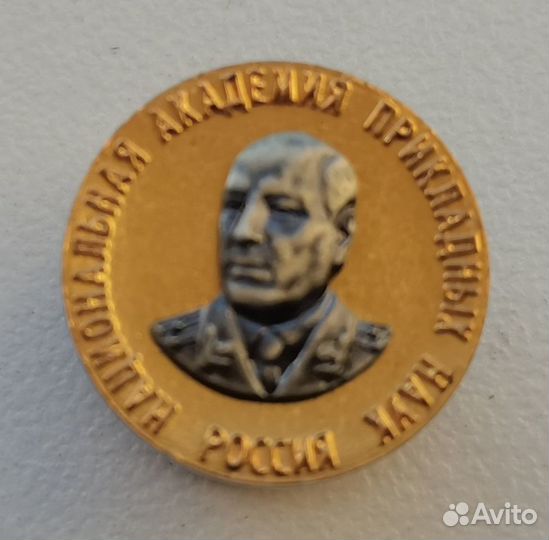 НАЦИОНАЛЬНАЯ АКАДЕМИЯ ПРИКЛАДНЫХ НАУК
РОССИЯ
Avito